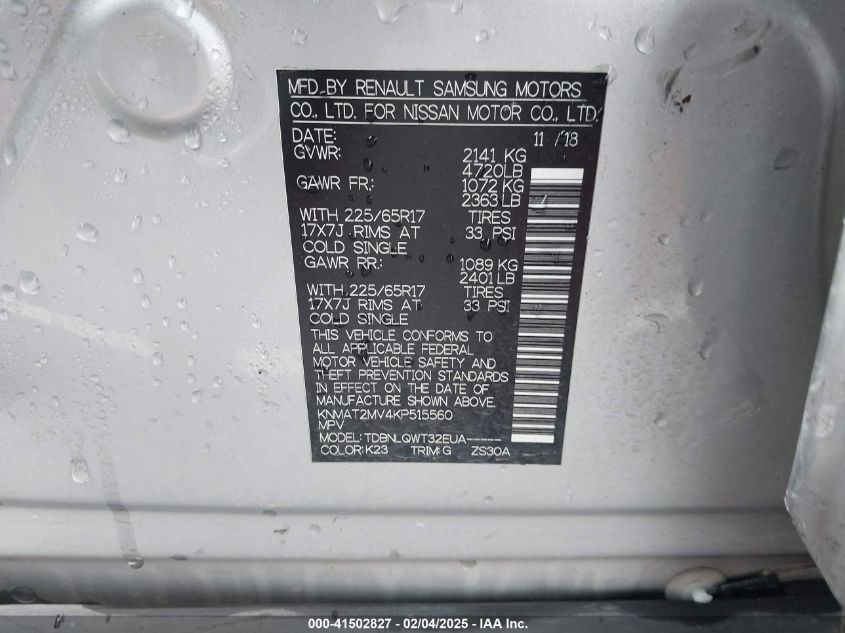 MFD. BY RENAULT SAMSUNG MOTORS
CO., LTD. FOR NISSAN MOTOR CO., LTD.
DATE: 11 /18
GVWR: 2141 KG
4720LB
GAWR FR.: 1072 KG
2363 LB
WITH 225/65R17 TIRES
17X7J RIMS AT 33 PSI
COLD SINGLE
GAWR RR.: 1089 KG
2401 LB
WITH 225/65R17 TIRES
17X7J RIMS AT 33 PSI
COLD SINGLE
THIS VEHICLE CONFORMS TO
ALL APPLICABLE FEDERAL
MOTOR VEHICLE SAFETY AND
THEFT PREVENTION STANDARDS
IN EFFECT ON THE DATE OF
MANUFACTURE SHOWN ABOVE.
KNMAT2MV4KP515560
MPV
MODEL: TDBNLQWT32EUA-----
COLOR: K23 TRIM: G ZS30A
000-41502827 - 02/04/2025 - IAA Inc.